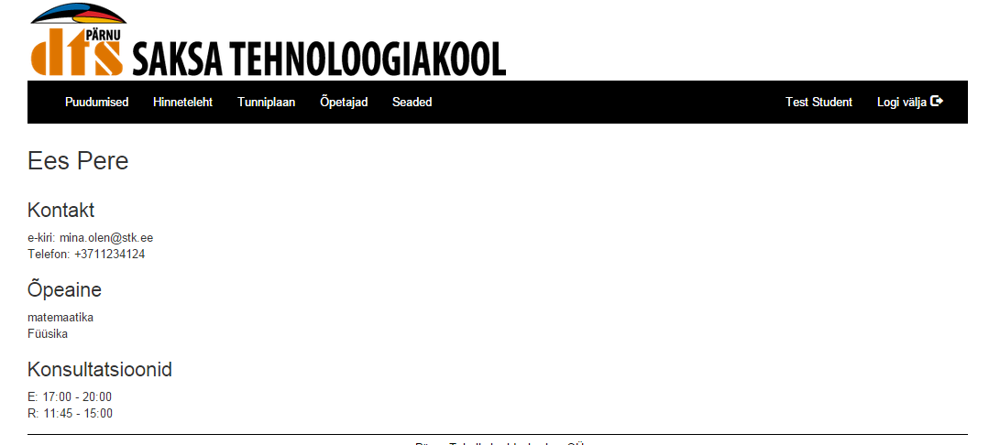 PÄRNU
dts SAKSA TEHNOLOOGIAKOOL
Puudumised Hinneteleht Tunniplaan Õpetajad Seaded Test Student Logi välja
Ees Pere
Kontakt
e-kiri: mina.olen@stk.ee
Telefon: +3711234124
Õpeaine
matemaatika
Füüsika
Konsultatsioonid
E: 17:00 - 20:00
R: 11:45 - 15:00